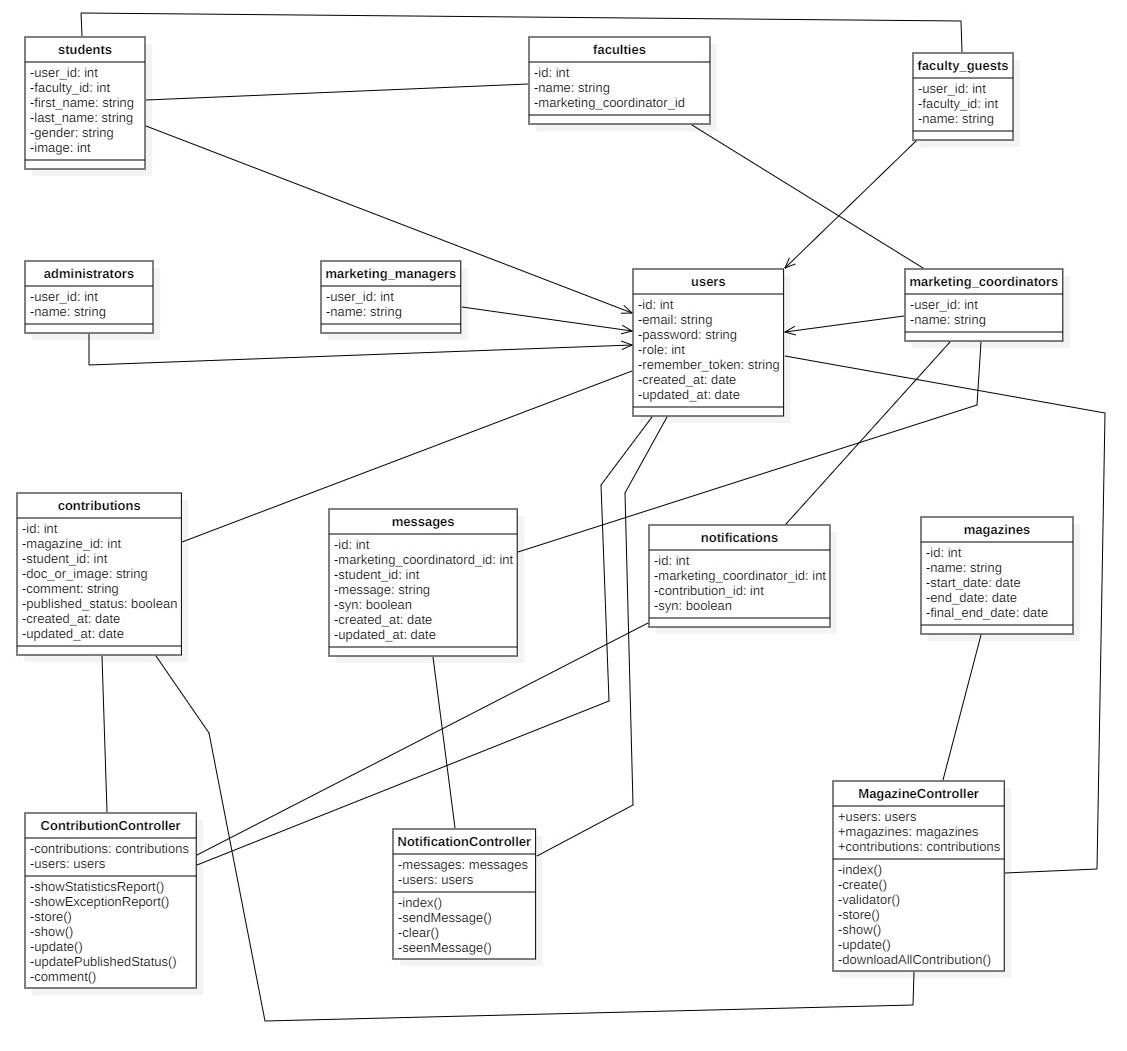 students
-user_id: int
-faculty_id: int
-first_name: string
-last_name: string
-gender: string
-image: int
faculties
-id: int
-name: string
-marketing_coordinator_id
faculty_guests
-user_id: int
-faculty_id: int
-name: string
administrators
-user_id: int
-name: string
marketing_managers
-user_id: int
-name: string
users
-id: int
-email: string
-password: string
-role: int
-remember_token: string
-created_at: date
-updated_at: date
marketing_coordinators
-user_id: int
-name: string
contributions
-id: int
-magazine_id: int
-student_id: int
-doc_or_image: string
-comment: string
-published_status: boolean
-created_at: date
-updated_at: date
messages
-id: int
-marketing_coordinatord_id: int
-student_id: int
-message: string
-syn: boolean
-created_at: date
-updated_at: date
notifications
-id: int
-marketing_coordinator_id: int
-contribution_id: int
-syn: boolean
magazines
-id: int
-name: string
-start_date: date
-end_date: date
-final_end_date: date
ContributionController
-contributions: contributions
-users: users
-showStatisticsReport()
-showExceptionReport()
-store()
-show()
-update()
-updatePublishedStatus()
-comment()
NotificationController
-messages: messages
-users: users
-index()
-sendMessage()
-clear()
-seenMessage()
MagazineController
+users: users
+magazines: magazines
+contributions: contributions
-index()
-create()
-validator()
-store()
-show()
-update()
-downloadAllContribution()